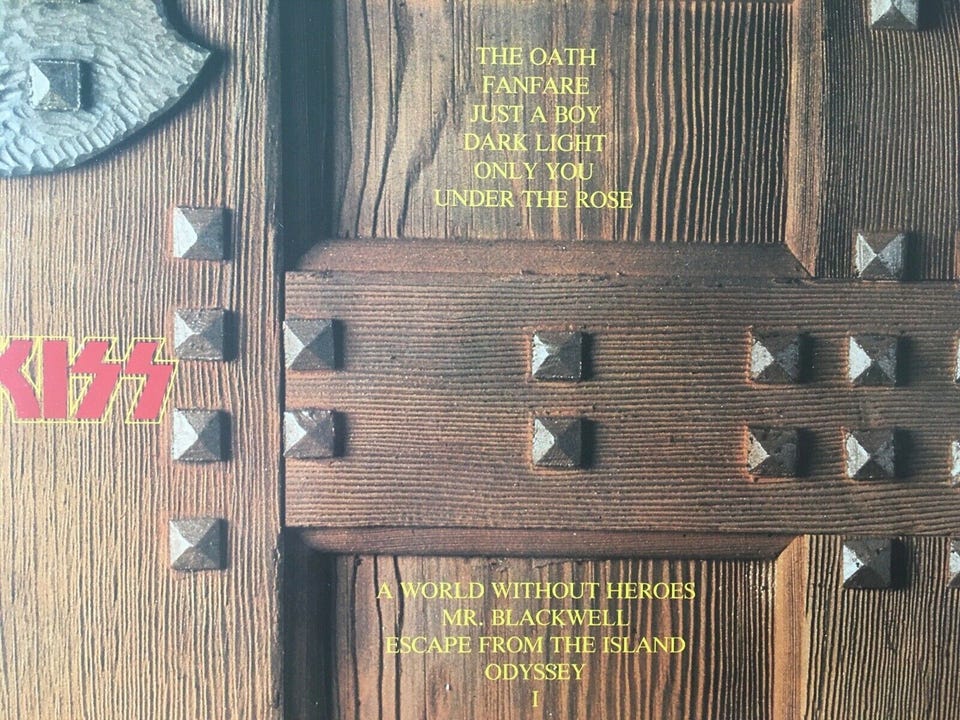 THE OATH
FANFARE
JUST A BOY
DARK LIGHT
ONLY YOU
UNDER THE ROSE
KISS
A WORLD WITHOUT HEROES
MR. BLACKWELL
ESCAPE FROM THE ISLAND
ODYSSEY
I